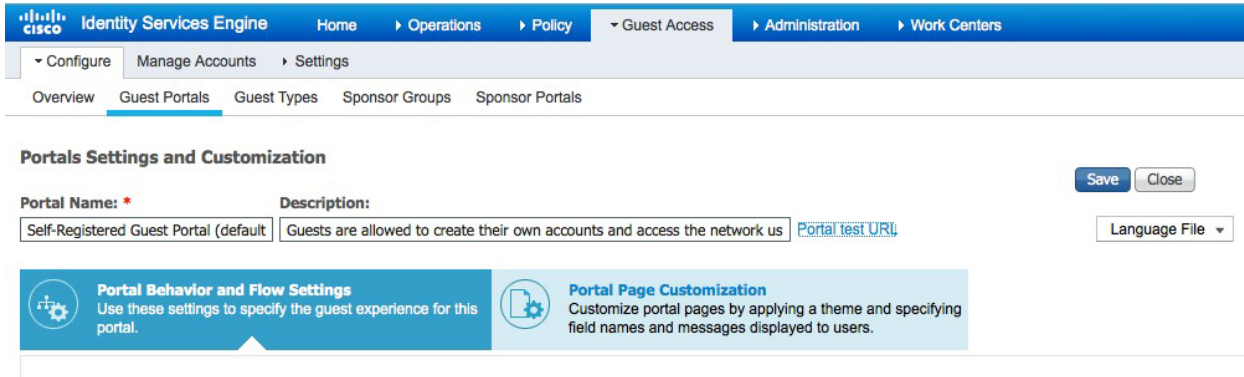 cisco Identity Services Engine Home Operations Policy Guest Access Administration Work Centers
Configure Manage Accounts Settings
Overview Guest Portals Guest Types Sponsor Groups Sponsor Portals
Portals Settings and Customization
Save Close
Portal Name: * Description:
Self-Registered Guest Portal (default Guests are allowed to create their own accounts and access the network us Portal test URL Language File
Portal Behavior and Flow Settings
Use these settings to specify the guest experience for this
portal.
Portal Page Customization
Customize portal pages by applying a theme and specifying
field names and messages displayed to users.